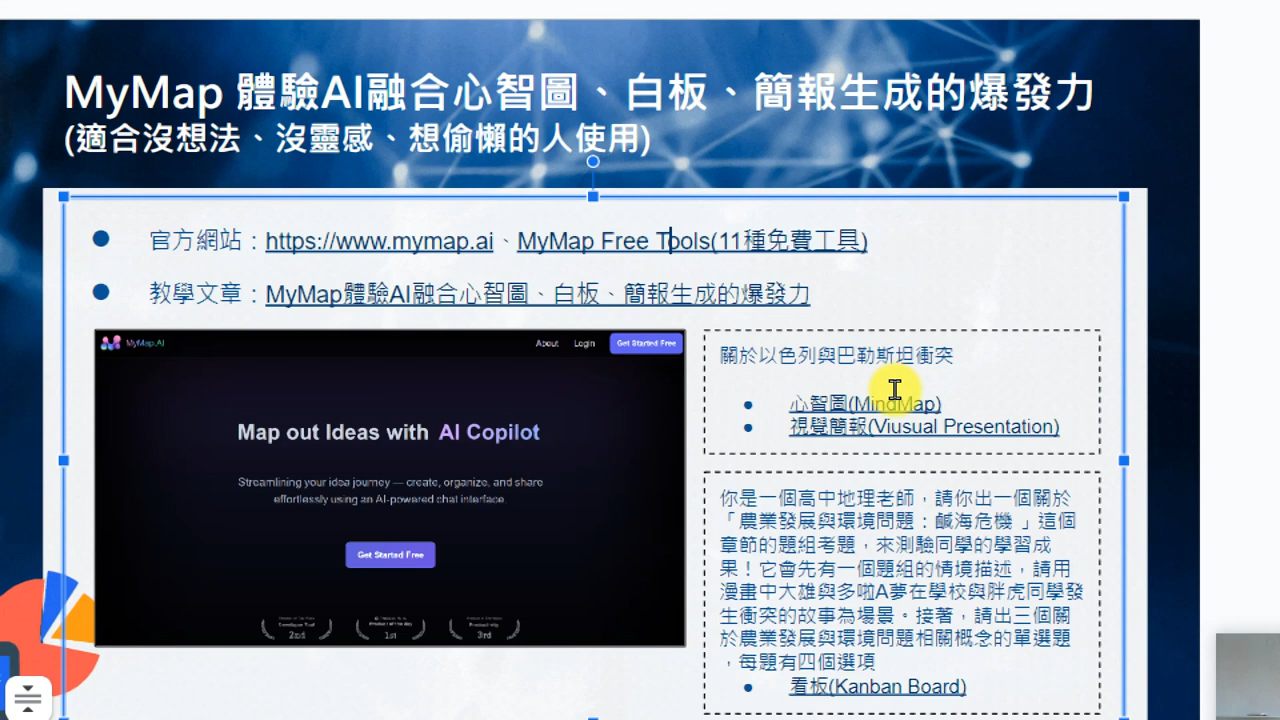 MyMap 體驗AI融合心智圖、白板、簡報生成的爆發力
(適合沒想法、沒靈感、想偷懶的人使用)
官方網站：https://www.mymap.ai、MyMap Free Tools(11種免費工具)
教學文章：MyMap體驗AI融合心智圖、白板、簡報生成的爆發力
MyMap.AI
About
Login
Get Started Free
Map out Ideas with AI Copilot
Streamlining your idea journey — create, organize, and share
effortlessly using an AI-powered chat interface.
Get Started Free
2nd
1st
3rd
關於以色列與巴勒斯坦衝突
心智圖(MindMap)
視覺簡報(Viusual Presentation)
你是一個高中地理老師，請你出一個關於
「農業發展與環境問題：鹹海危機 」這個
章節的題組考題，來測驗同學的學習成
果！它會先有一個題組的情境描述，請用
漫畫中大雄與多啦A夢在學校與胖虎同學發
生衝突的故事為場景。接著，請出三個關
於農業發展與環境問題相關概念的單選題
，每題有四個選項
看板(Kanban Board)